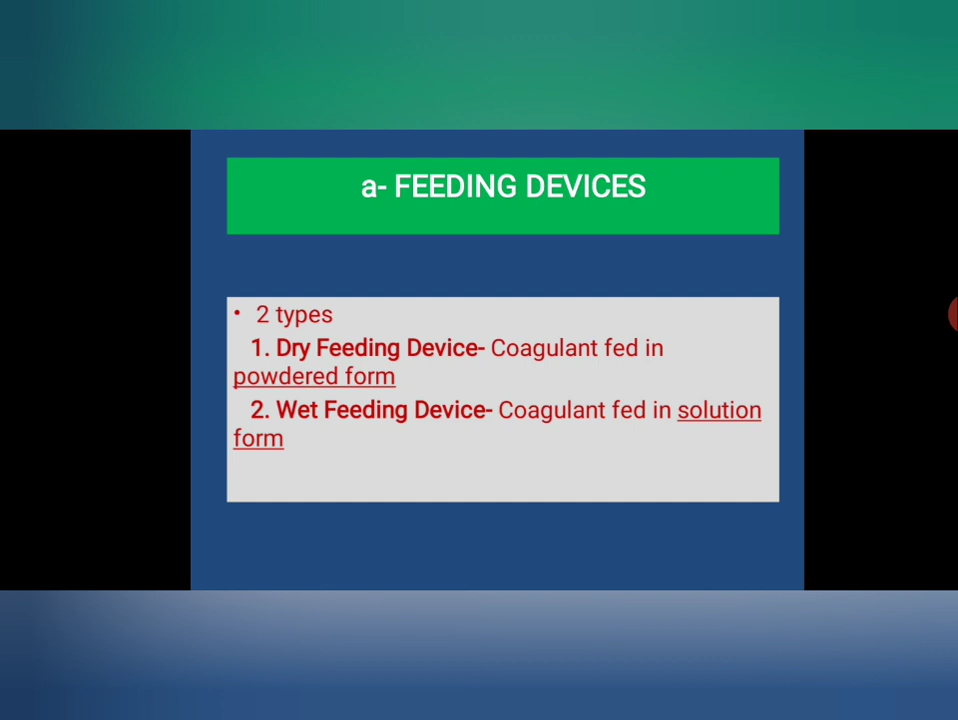 a- FEEDING DEVICES
• 2 types
1. Dry Feeding Device- Coagulant fed in
powdered form
2. Wet Feeding Device- Coagulant fed in solution
form